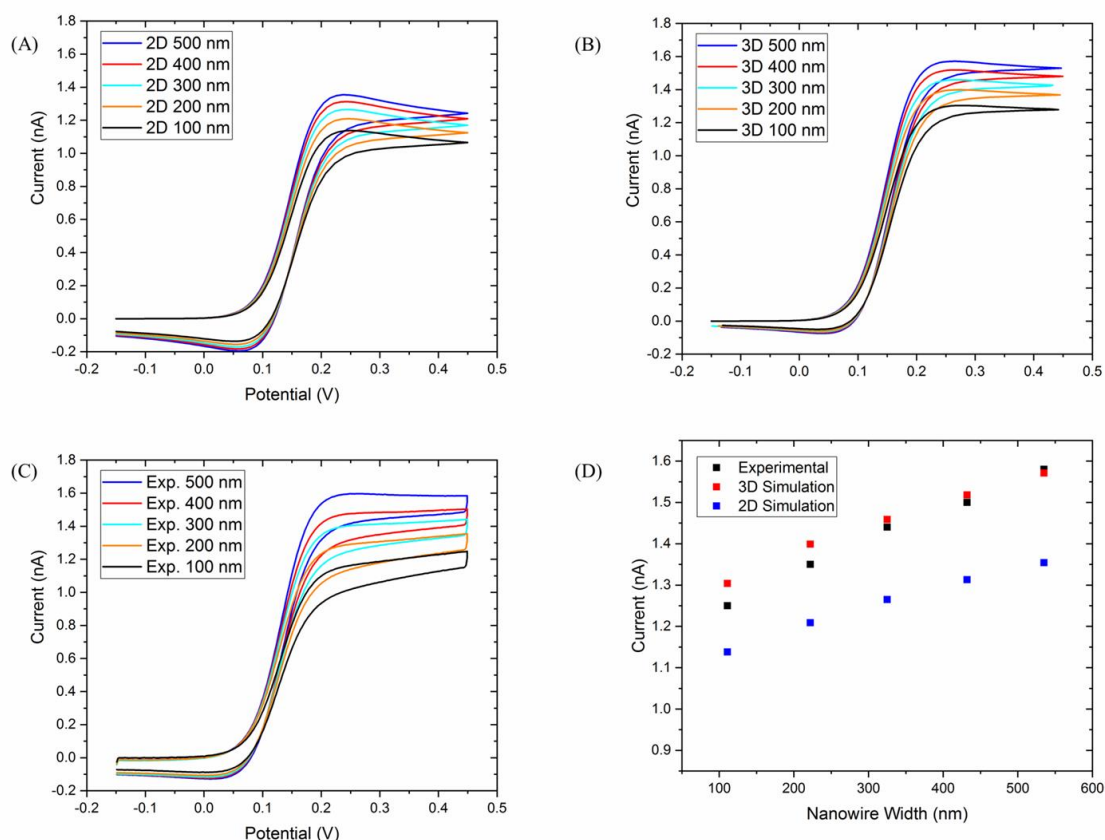 (A)
2D 500 nm
2D 400 nm
2D 300 nm
2D 200 nm
2D 100 nm
Current (nA)
1.8
1.6
1.4
1.2
1.0
0.8
0.6
0.4
0.2
0.0
-0.2
-0.2 -0.1 0.0 0.1 0.2 0.3 0.4 0.5
Potential (V)
(B)
3D 500 nm
3D 400 nm
3D 300 nm
3D 200 nm
3D 100 nm
Current (nA)
1.8
1.6
1.4
1.2
1.0
0.8
0.6
0.4
0.2
0.0
-0.2
-0.2 -0.1 0.0 0.1 0.2 0.3 0.4 0.5
Potential (V)
(C)
Exp. 500 nm
Exp. 400 nm
Exp. 300 nm
Exp. 200 nm
Exp. 100 nm
Current (nA)
1.8
1.6
1.4
1.2
1.0
0.8
0.6
0.4
0.2
0.0
-0.2
-0.2 -0.1 0.0 0.1 0.2 0.3 0.4 0.5
Potential (V)
(D)
Experimental
3D Simulation
2D Simulation
Current (nA)
1.6
1.5
1.4
1.3
1.2
1.1
1.0
0.9
100 200 300 400 500 600
Nanowire Width (nm)